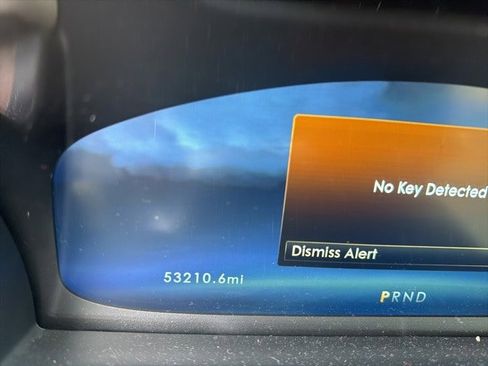 No Key Detected
Dismiss Alert
53210.6mi
PRND